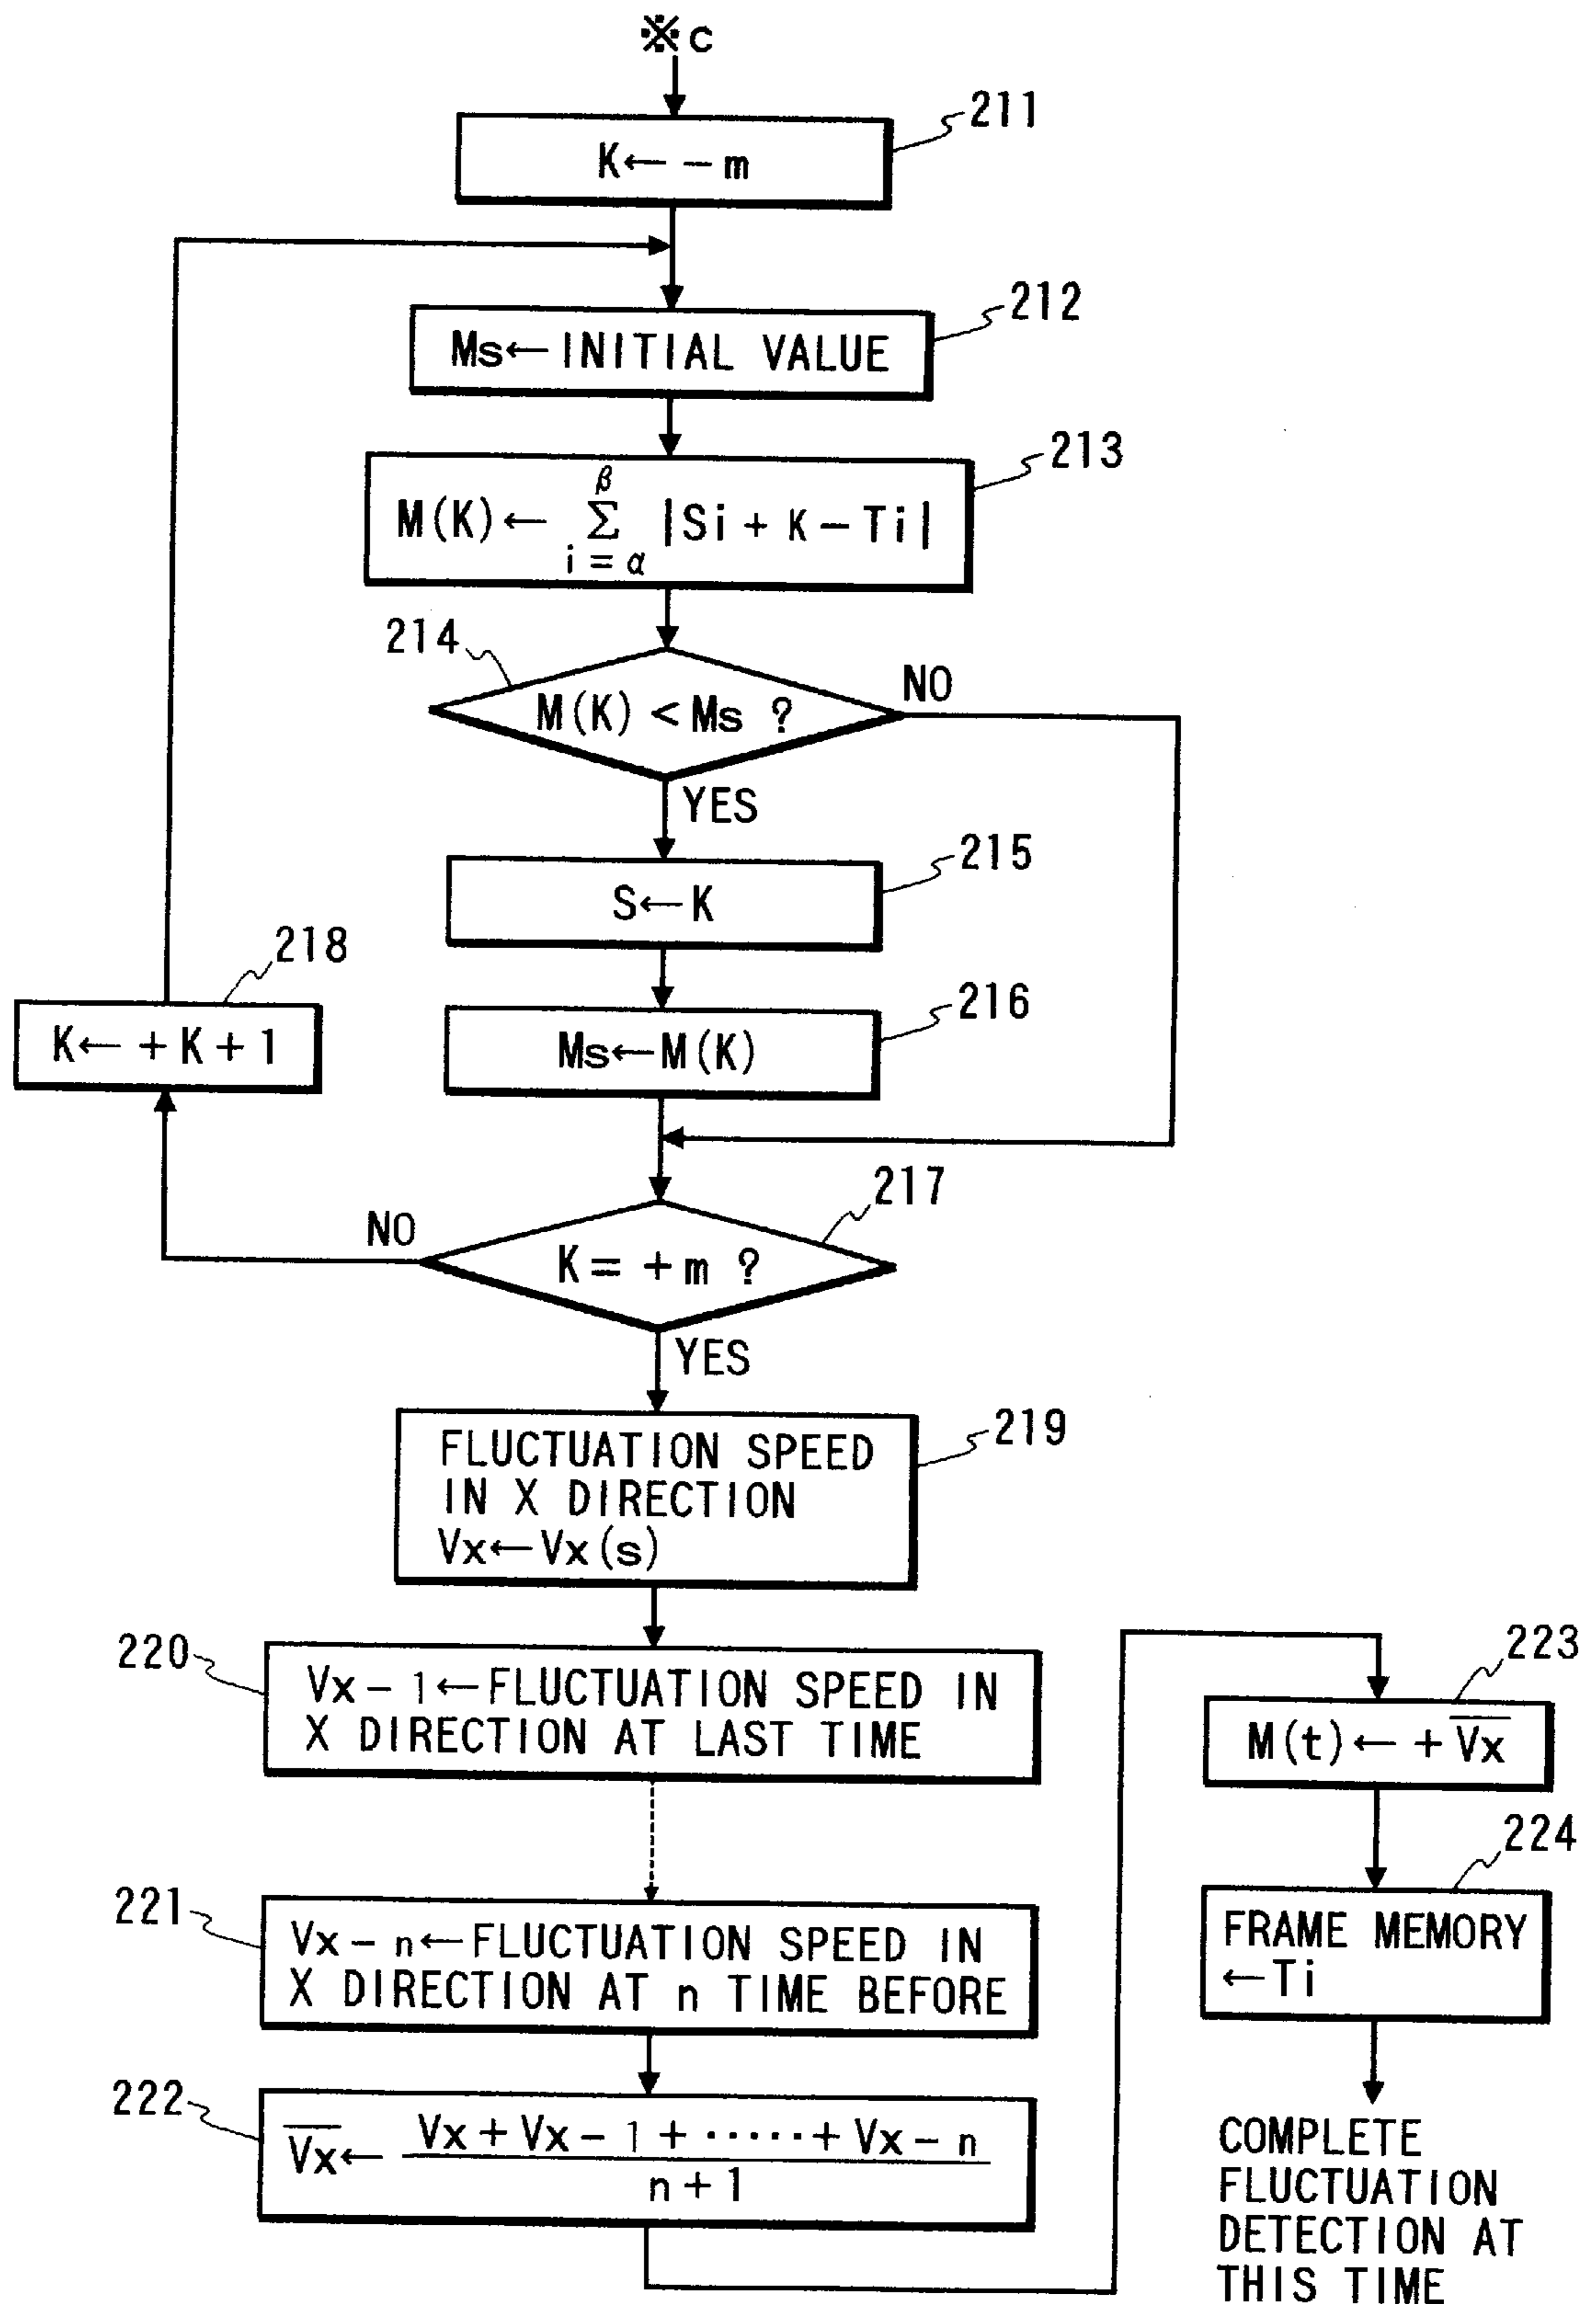 ※c
211
K←-m
212
Ms←INITIAL VALUE
213
β
M(K)← Σ |Si+K-Ti|
i=α
214
M(K)<Ms ?
NO
YES
215
S←K
218
216
K←+K+1
Ms←M(K)
217
NO
K=+m ?
YES
219
FLUCTUATION SPEED
IN X DIRECTION
Vx←Vx(s)
220
Vx-1←FLUCTUATION SPEED IN
X DIRECTION AT LAST TIME
221
Vx-n←FLUCTUATION SPEED IN
X DIRECTION AT n TIME BEFORE
222
V̅x̅← Vx+Vx-1+·····+Vx-n
n+1
223
M(t)←+V̅x̅
224
FRAME MEMORY
←Ti
COMPLETE
FLUCTUATION
DETECTION AT
THIS TIME